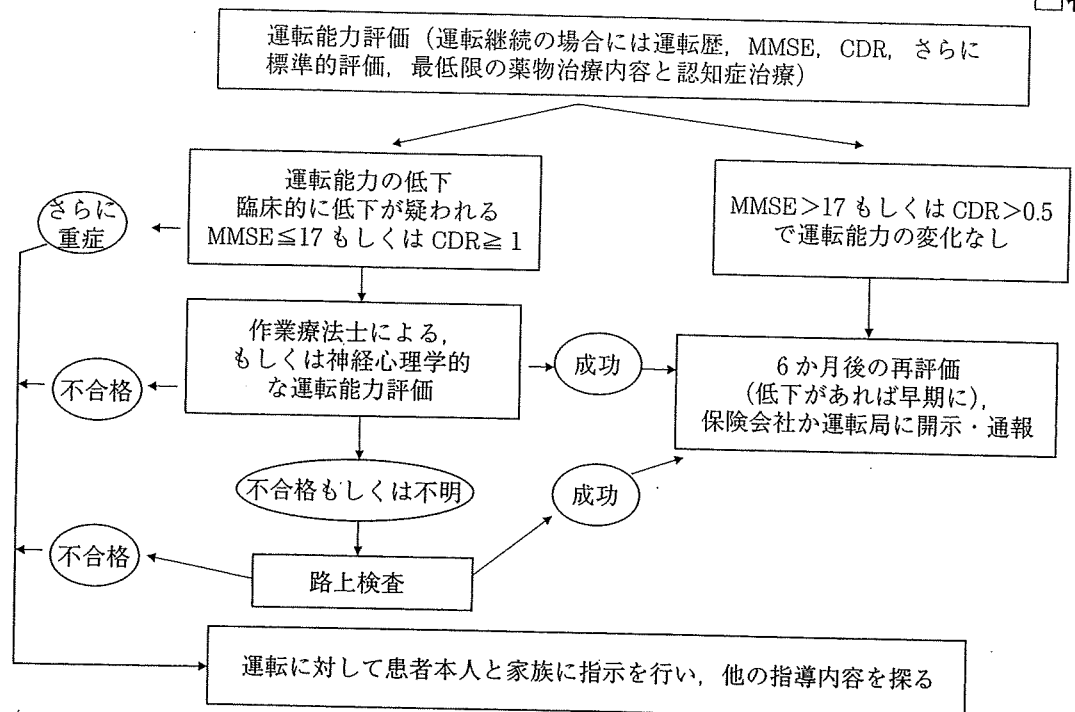 運転能力評価（運転継続の場合には運転歴，MMSE，CDR，さらに
標準的評価，最低限の薬物治療内容と認知症治療）
運転能力の低下
臨床的に低下が疑われる
MMSE≦17 もしくは CDR≧1
MMSE>17 もしくは CDR>0.5
で運転能力の変化なし
さらに
重症
作業療法士による，
もしくは神経心理学的
な運転能力評価
成功
6か月後の再評価
（低下があれば早期に），
保険会社か運転局に開示・通報
不合格
不合格もしくは不明
成功
不合格
路上検査
運転に対して患者本人と家族に指示を行い，他の指導内容を探る